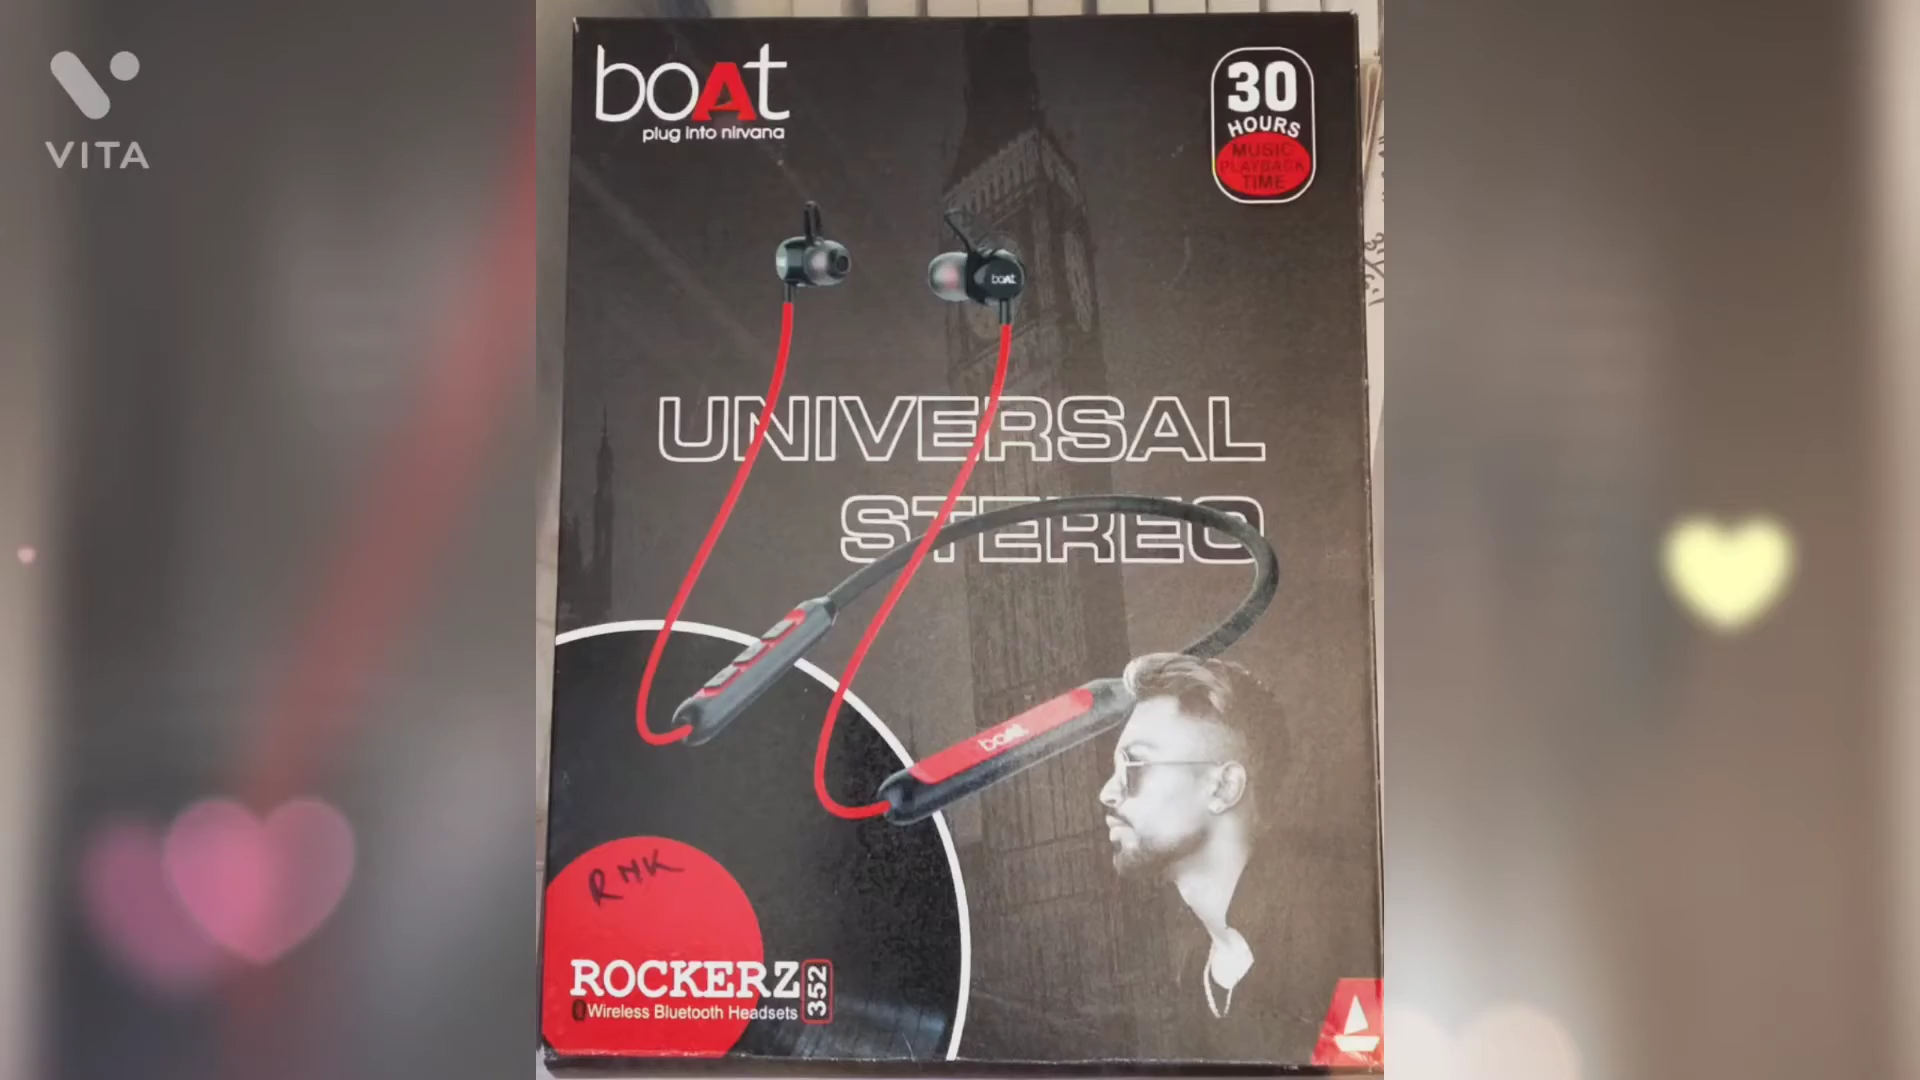 VITA
boAt
plug into nirvana
30
HOURS
MUSIC
PLAYBACK
TIME
boAt
UNIVERSAL
STEREO
boAt
RMK
ROCKERZ 352
Wireless Bluetooth Headsets